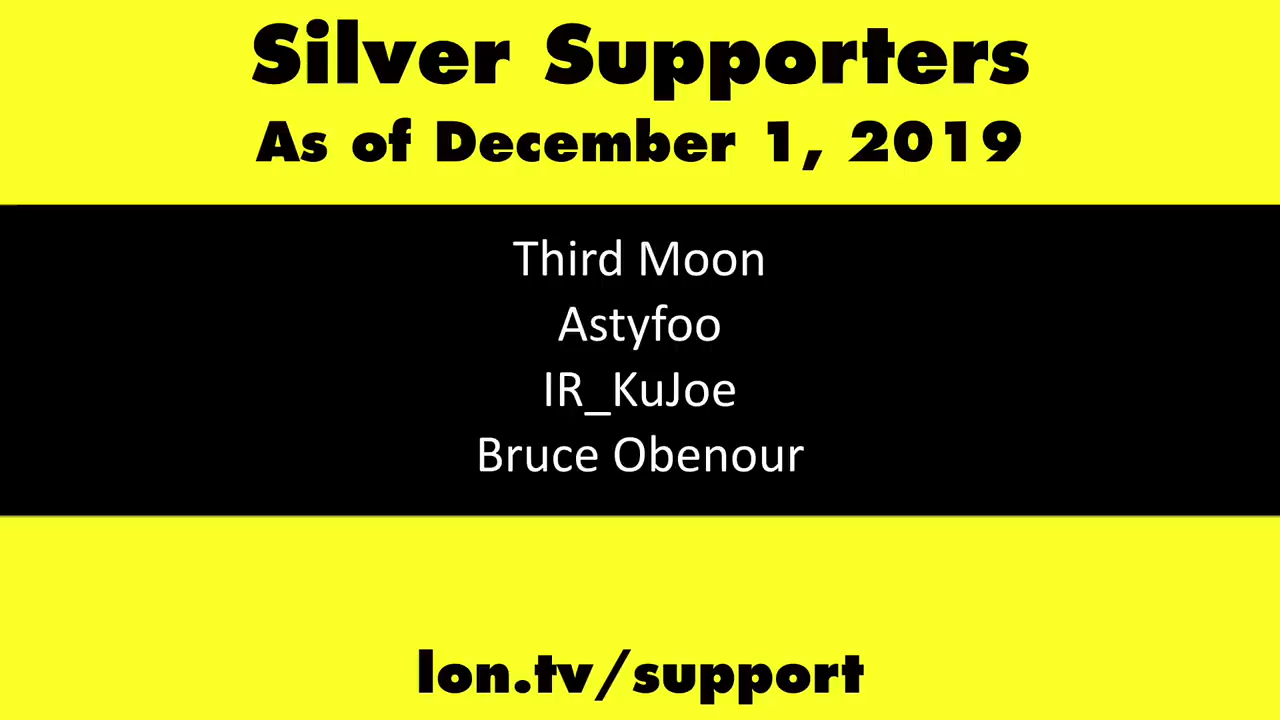 Silver Supporters
As of December 1, 2019
Third Moon
Astyfoo
IR_KuJoe
Bruce Obenour
lon.tv/support